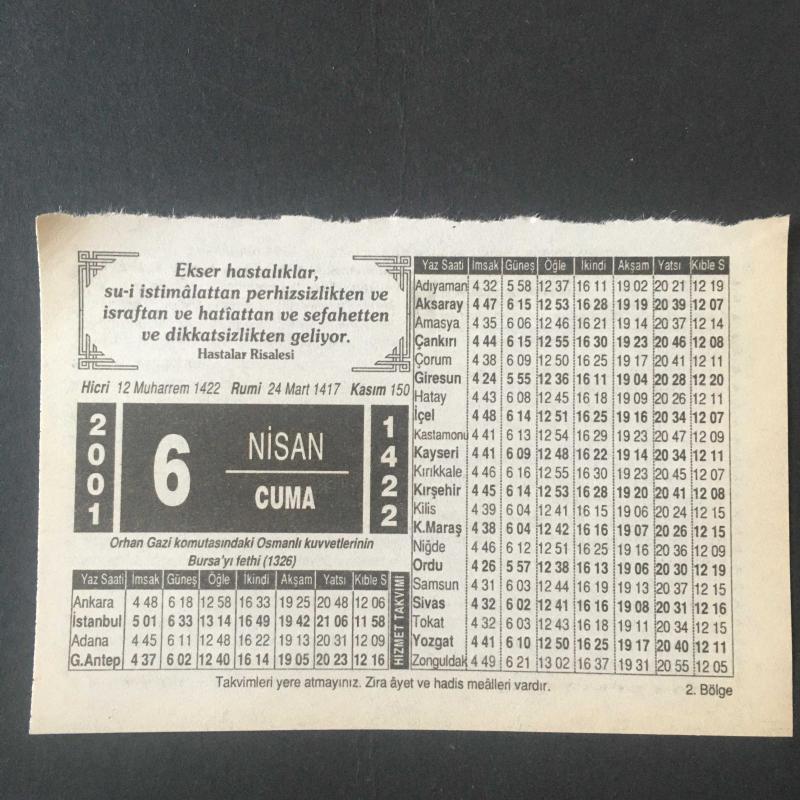 Ekser hastalıklar,
su-i istimâlattan perhizsizlikten ve
israftan ve hatîattan ve sefahetten
ve dikkatsizlikten geliyor.
Hastalar Risalesi
Hicri 12 Muharrem 1422 Rumi 24 Mart 1417 Kasım 150
2001
6
NİSAN
CUMA
1422
Orhan Gazi komutasındaki Osmanlı kuvvetlerinin
Bursa'yı fethi (1326)
Yaz Saati İmsak Güneş Öğle İkindi Akşam Yatsı Kıble S
Ankara 4 48 6 18 12 58 16 33 19 25 20 48 12 06
İstanbul 5 01 6 33 13 14 16 49 19 42 21 06 11 58
Adana 4 45 6 11 12 48 16 22 19 13 20 31 12 09
G.Antep 4 37 6 02 12 40 16 14 19 05 20 23 12 16
HİZMET TAKVİMİ
Yaz Saati İmsak Güneş Öğle İkindi Akşam Yatsı Kıble S
Adıyaman 4 32 5 58 12 37 16 11 19 02 20 21 12 19
Aksaray 4 47 6 15 12 53 16 28 19 19 20 39 12 07
Amasya 4 35 6 06 12 46 16 21 19 14 20 37 12 14
Çankırı 4 44 6 15 12 55 16 30 19 23 20 46 12 08
Çorum 4 38 6 09 12 50 16 25 19 17 20 41 12 11
Giresun 4 24 5 55 12 36 16 11 19 04 20 28 12 20
Hatay 4 43 6 08 12 45 16 18 19 09 20 26 12 11
İçel 4 48 6 14 12 51 16 25 19 16 20 34 12 07
Kastamonu 4 41 6 13 12 54 16 29 19 23 20 47 12 09
Kayseri 4 41 6 09 12 48 16 22 19 14 20 34 12 11
Kırıkkale 4 46 6 16 12 55 16 30 19 23 20 45 12 07
Kırşehir 4 45 6 14 12 53 16 28 19 20 20 41 12 08
Kilis 4 39 6 04 12 41 16 15 19 06 20 24 12 15
K.Maraş 4 38 6 04 12 42 16 16 19 07 20 26 12 15
Niğde 4 46 6 12 12 51 16 25 19 16 20 36 12 09
Ordu 4 26 5 57 12 38 16 13 19 06 20 30 12 19
Samsun 4 31 6 03 12 44 16 19 19 13 20 37 12 15
Sivas 4 32 6 02 12 41 16 16 19 08 20 31 12 16
Tokat 4 32 6 03 12 43 16 18 19 11 20 34 12 15
Yozgat 4 41 6 10 12 50 16 25 19 17 20 40 12 11
Zonguldak 4 49 6 21 13 02 16 37 19 31 20 55 12 05
Takvimleri yere atmayınız. Zira âyet ve hadis meâlleri vardır.
2. Bölge